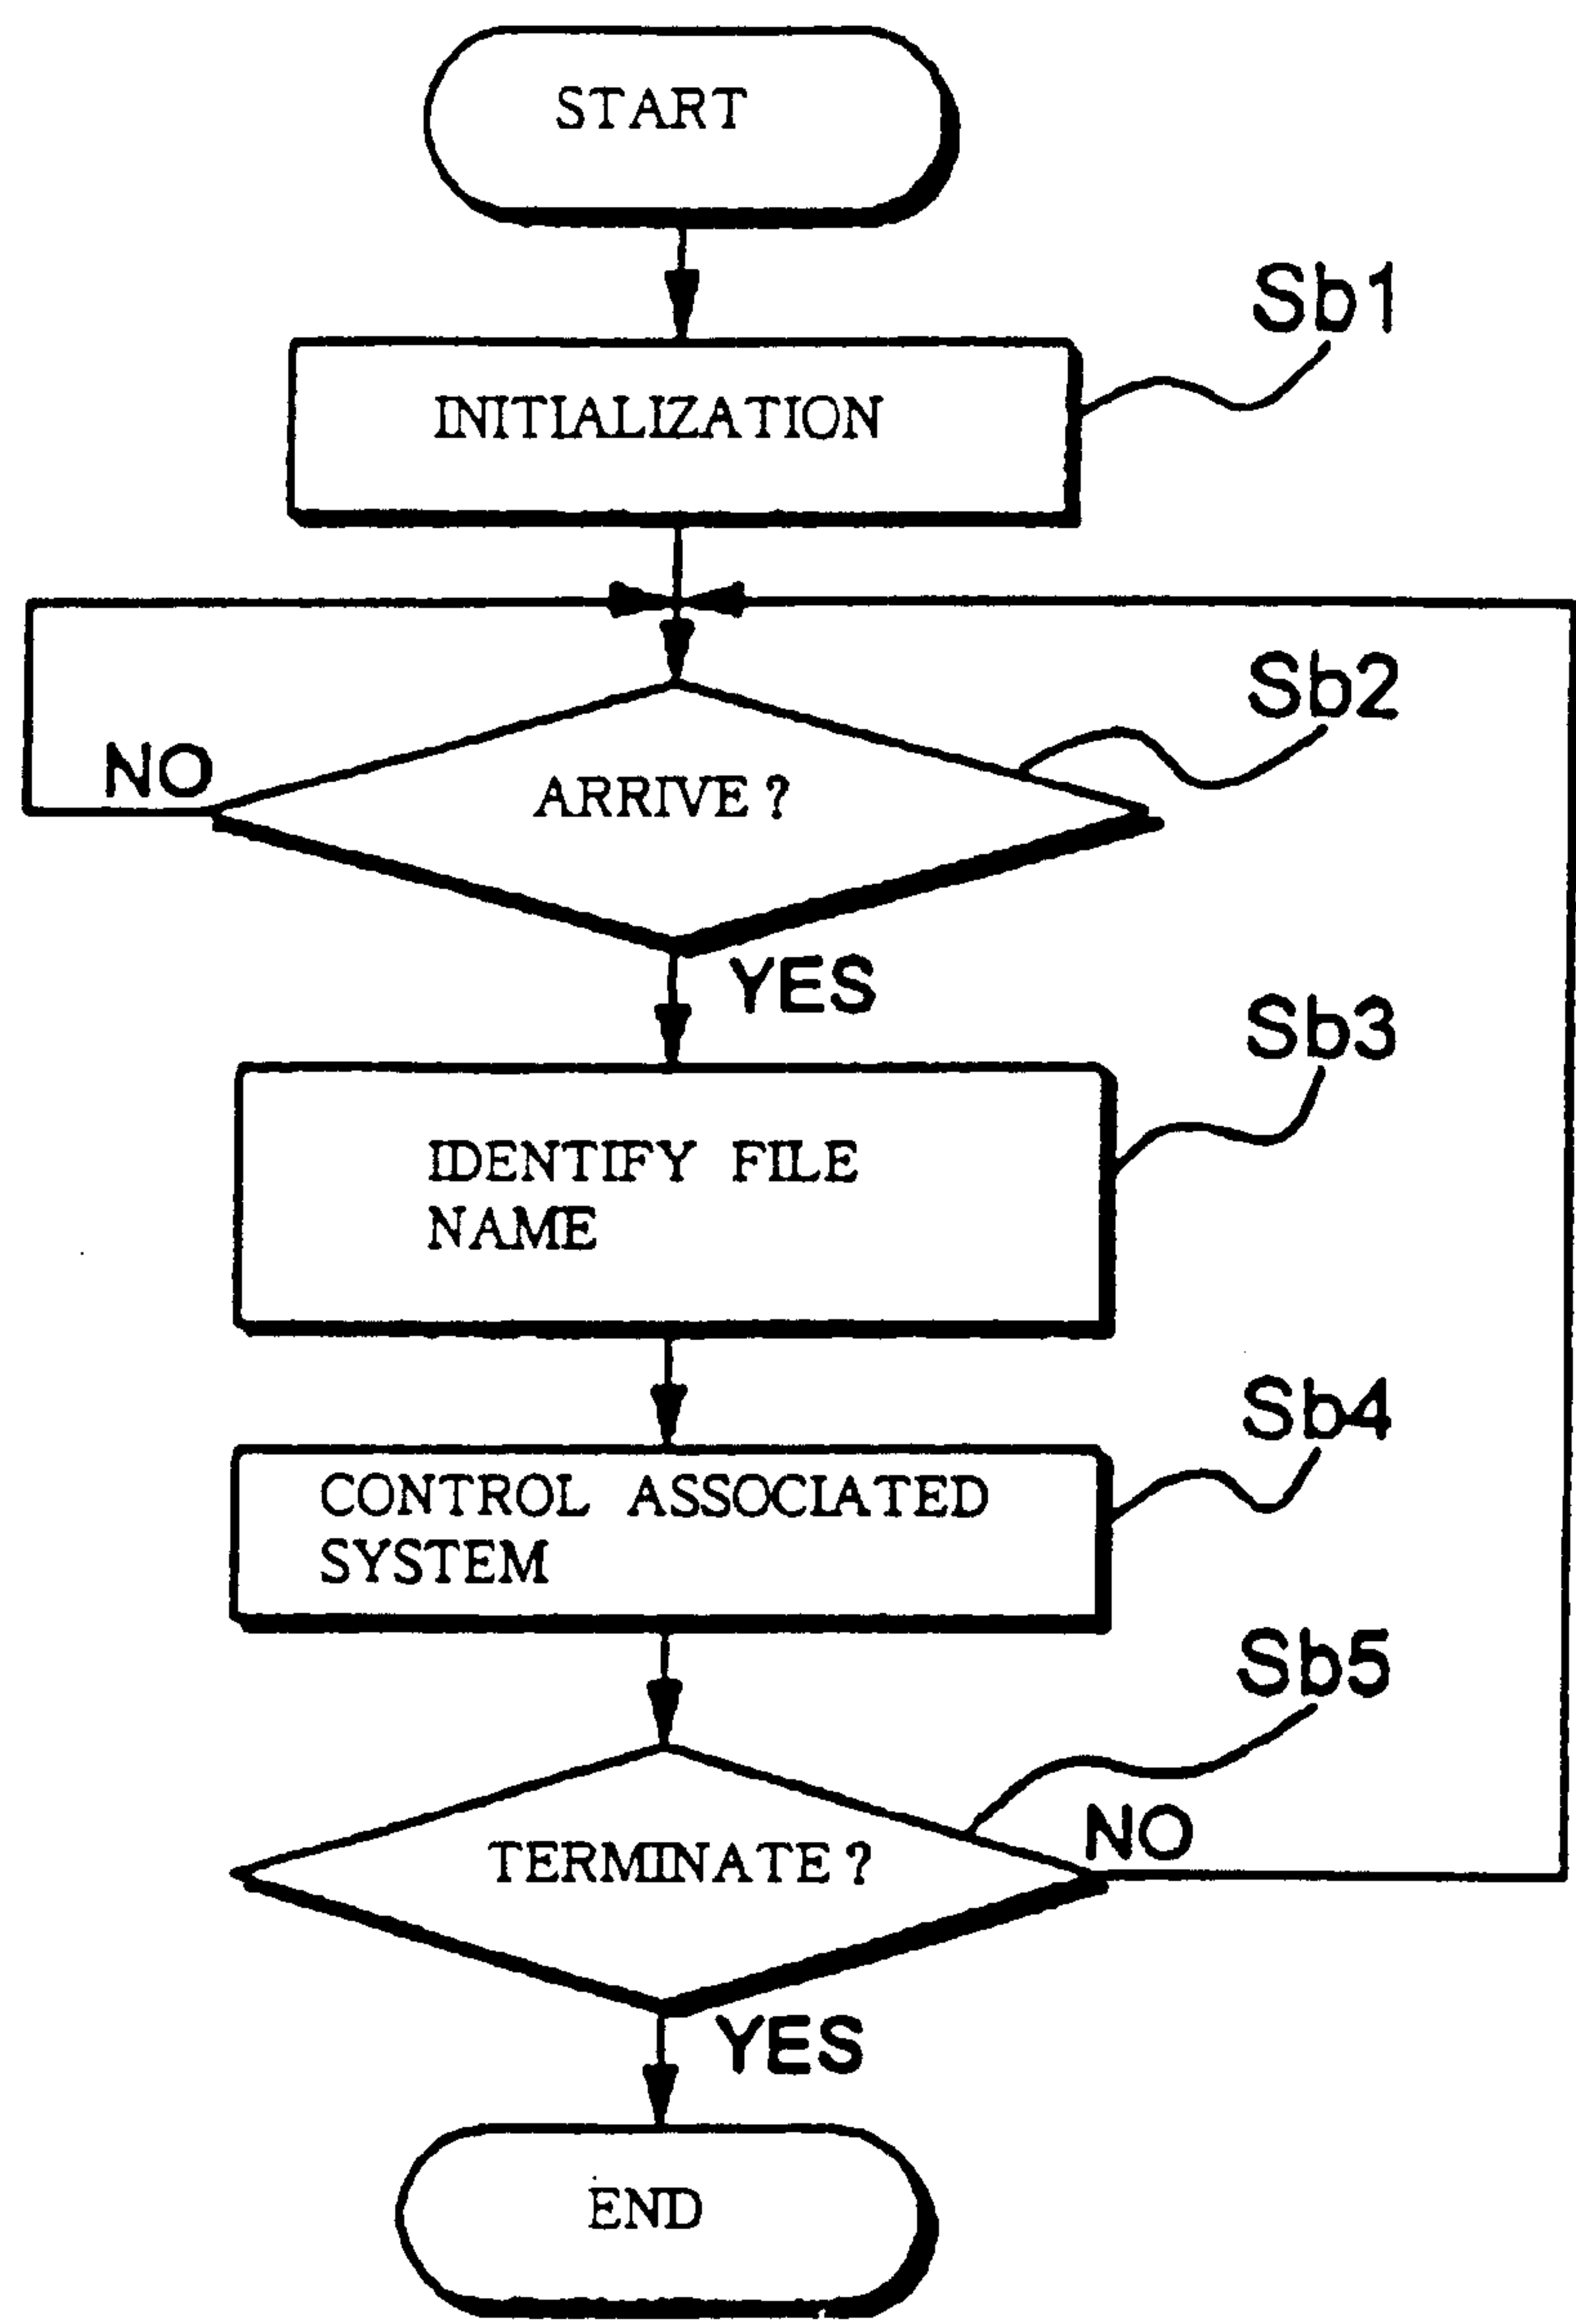 START
Sb1
INITIALIZATION
Sb2
NO
ARRIVE?
YES
Sb3
IDENTIFY FILE
NAME
Sb4
CONTROL ASSOCIATED
SYSTEM
Sb5
NO
TERMINATE?
YES
END